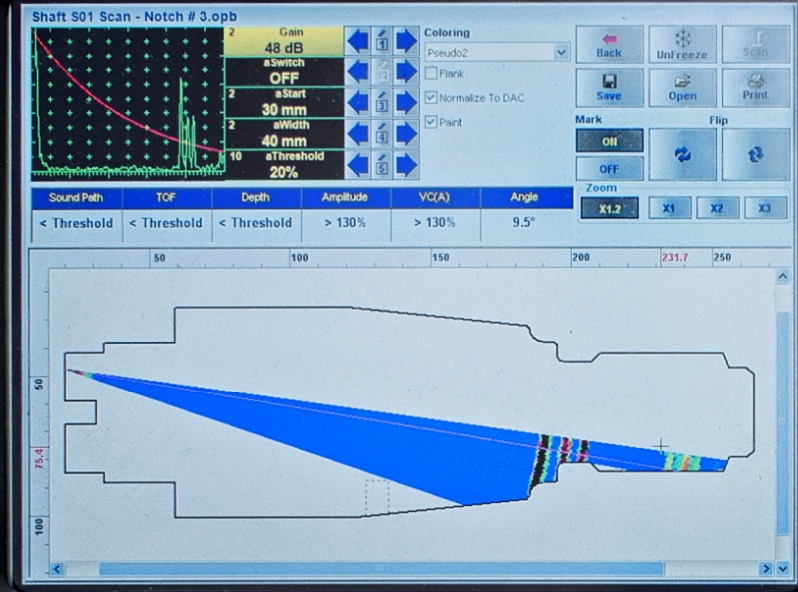 Shaft S01 Scan - Notch # 3.opb
2 Gain
48 dB
aSwitch
OFF
2 aStart
30 mm
2 aWidth
40 mm
10 aThreshold
20%
1
2
3
4
5
Coloring
Pseudo2
Flank
Normalize To DAC
Paint
Back
UnFreeze
Scan
Save
Open
Print
Mark
Flip
ON
OFF
Zoom
X1.2 X1 X2 X3
Sound Path TOF Depth Amplitude VC(A) Angle
< Threshold < Threshold < Threshold > 130% > 130% 9.5°
50 100 150 200 231.7 250
50
75.4
100